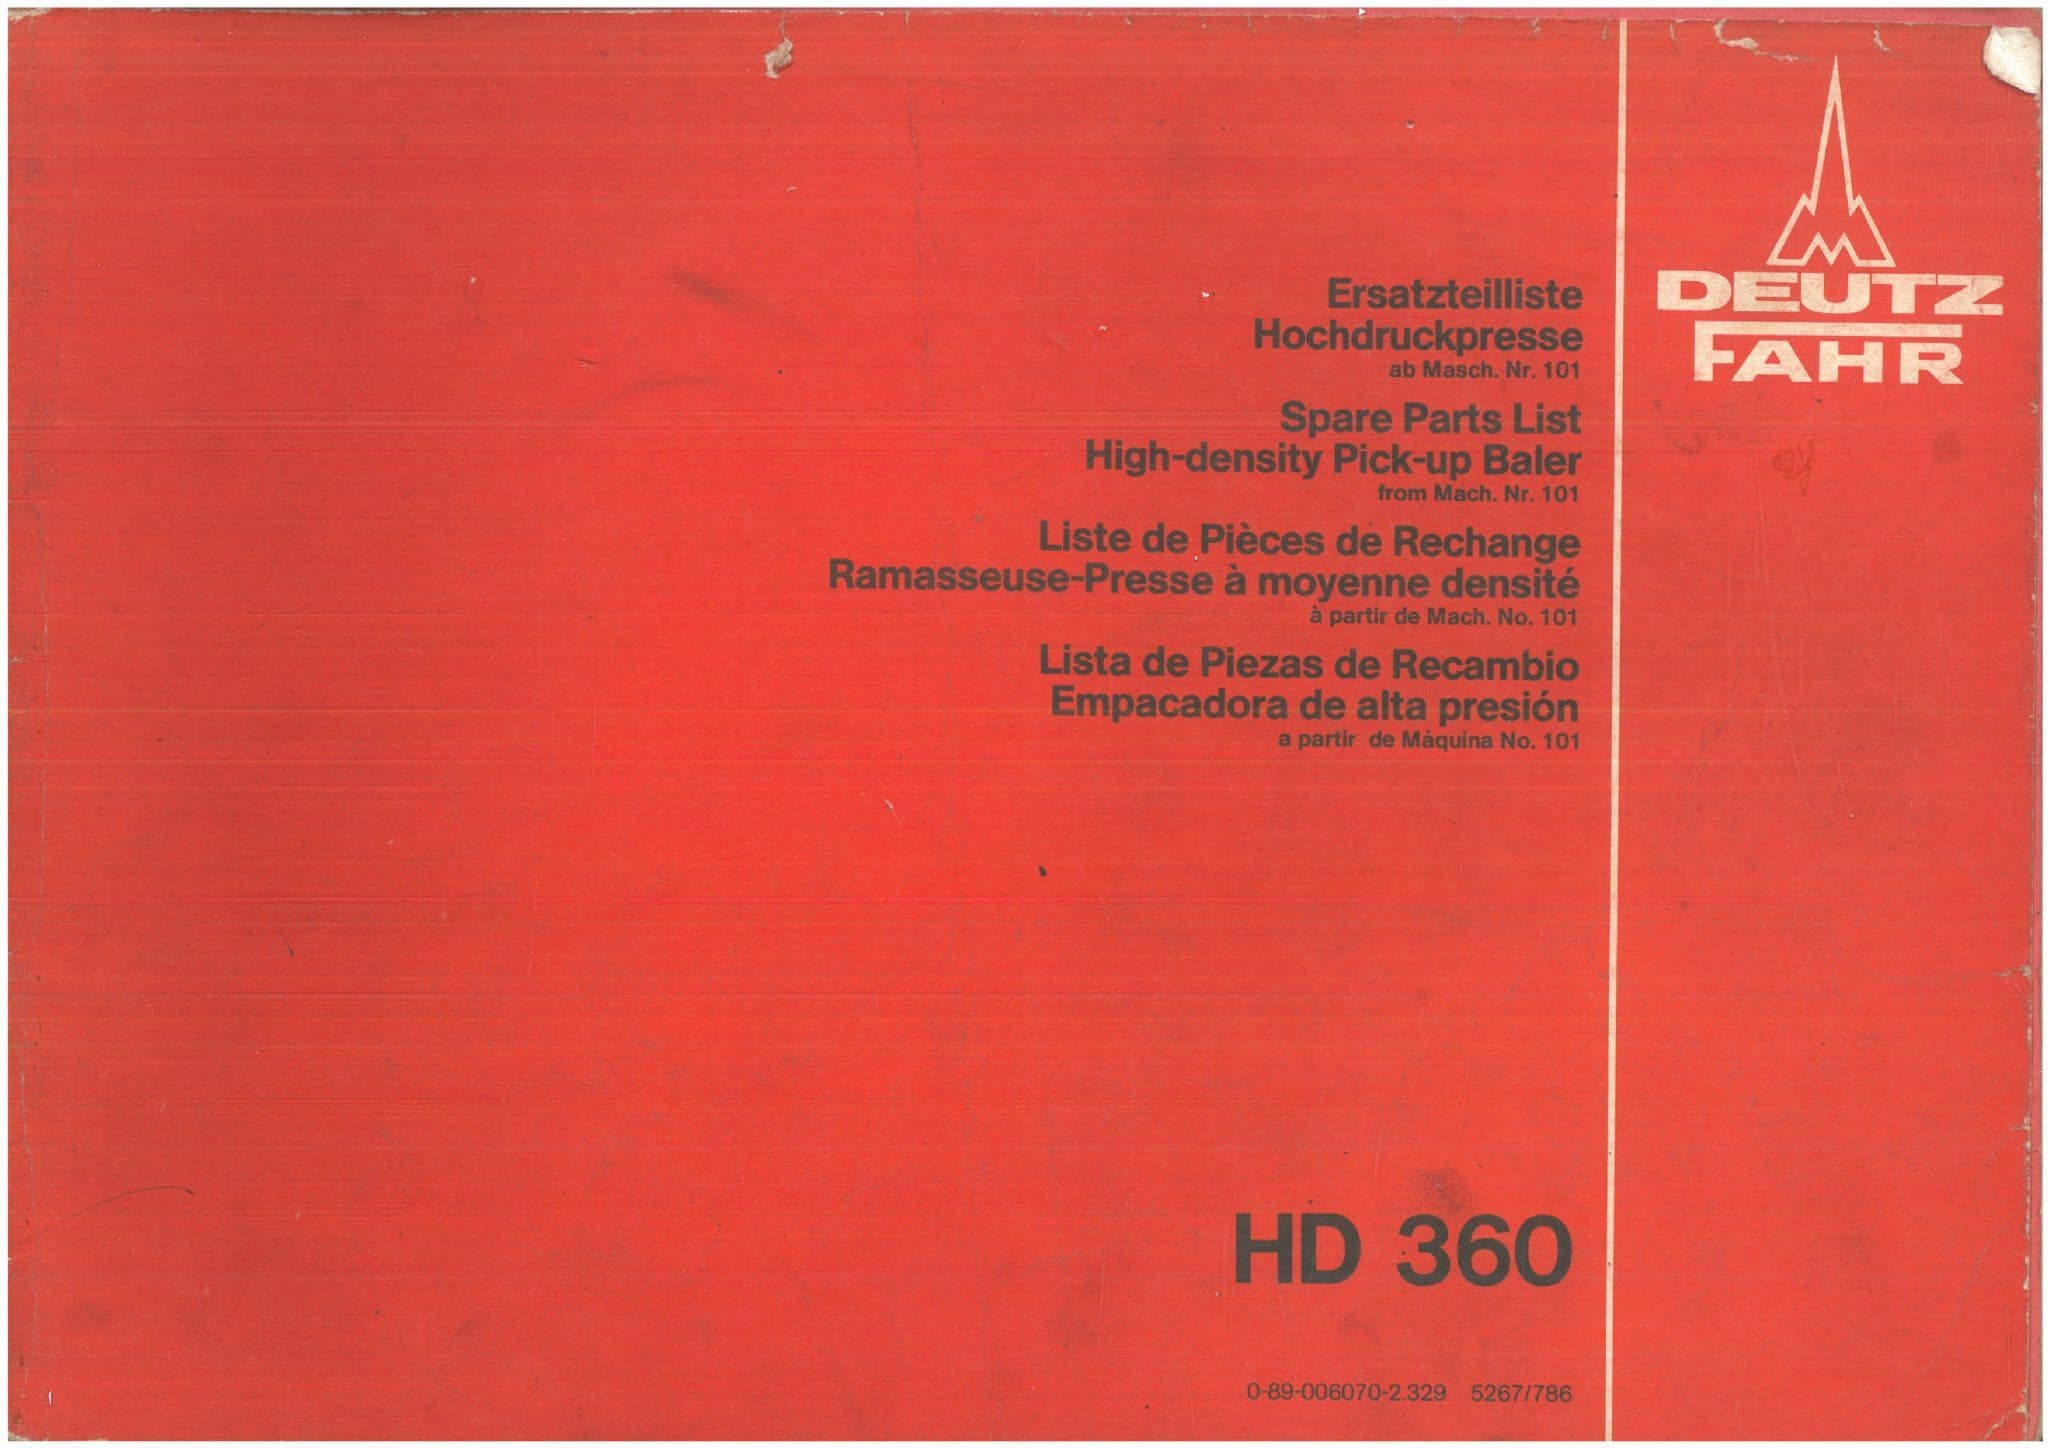 Ersatzteilliste
Hochdruckpresse
ab Masch. Nr. 101
Spare Parts List
High-density Pick-up Baler
from Mach. Nr. 101
Liste de Pièces de Rechange
Ramasseuse-Presse à moyenne densité
à partir de Mach. No. 101
Lista de Piezas de Recambio
Empacadora de alta presión
a partir de Máquina No. 101
DEUTZ
FAHR
HD 360
0-89-006070-2.329 5267/786